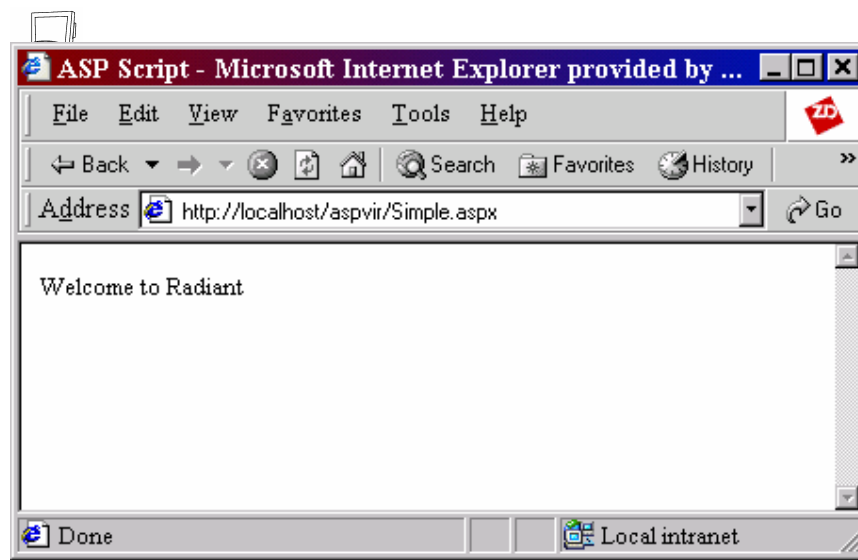 ASP Script - Microsoft Internet Explorer provided by ...
File Edit View Favorites Tools Help
ZD
Back Search Favorites History »
Address http://localhost/aspvir/Simple.aspx Go
Welcome to Radiant
Done Local intranet